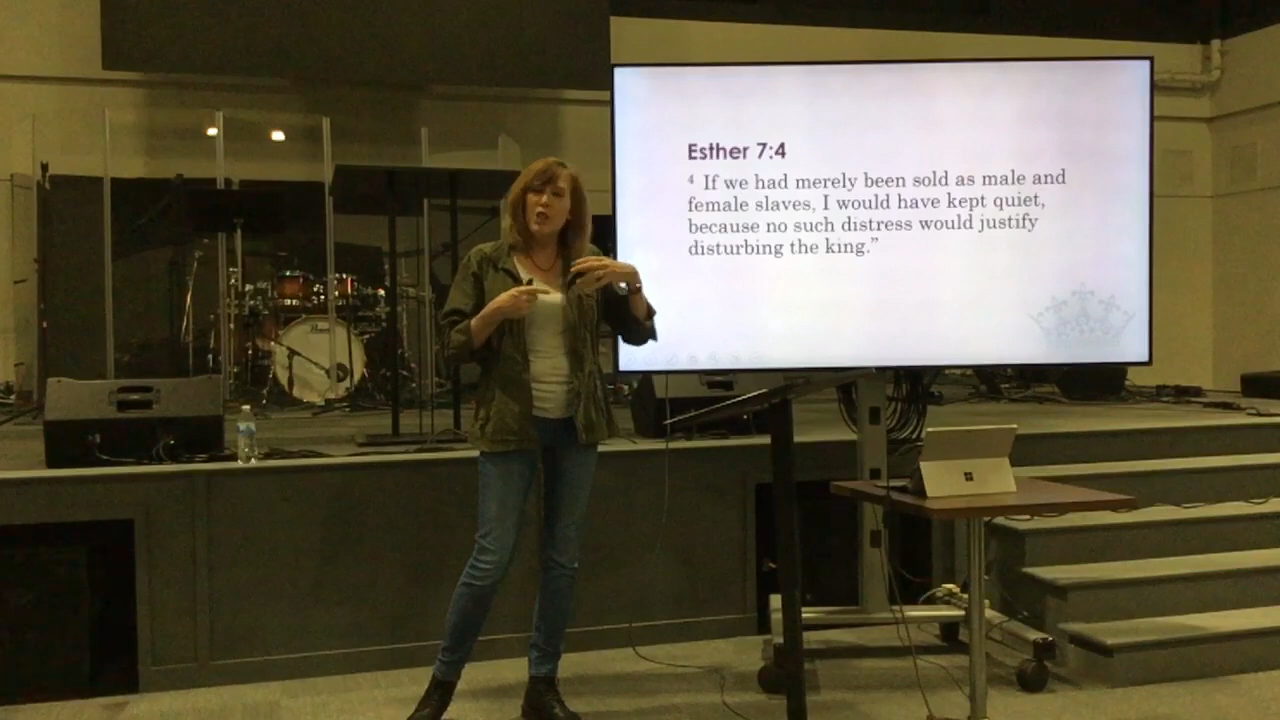 Esther 7:4
4 If we had merely been sold as male and
female slaves, I would have kept quiet,
because no such distress would justify
disturbing the king.”
Pearl